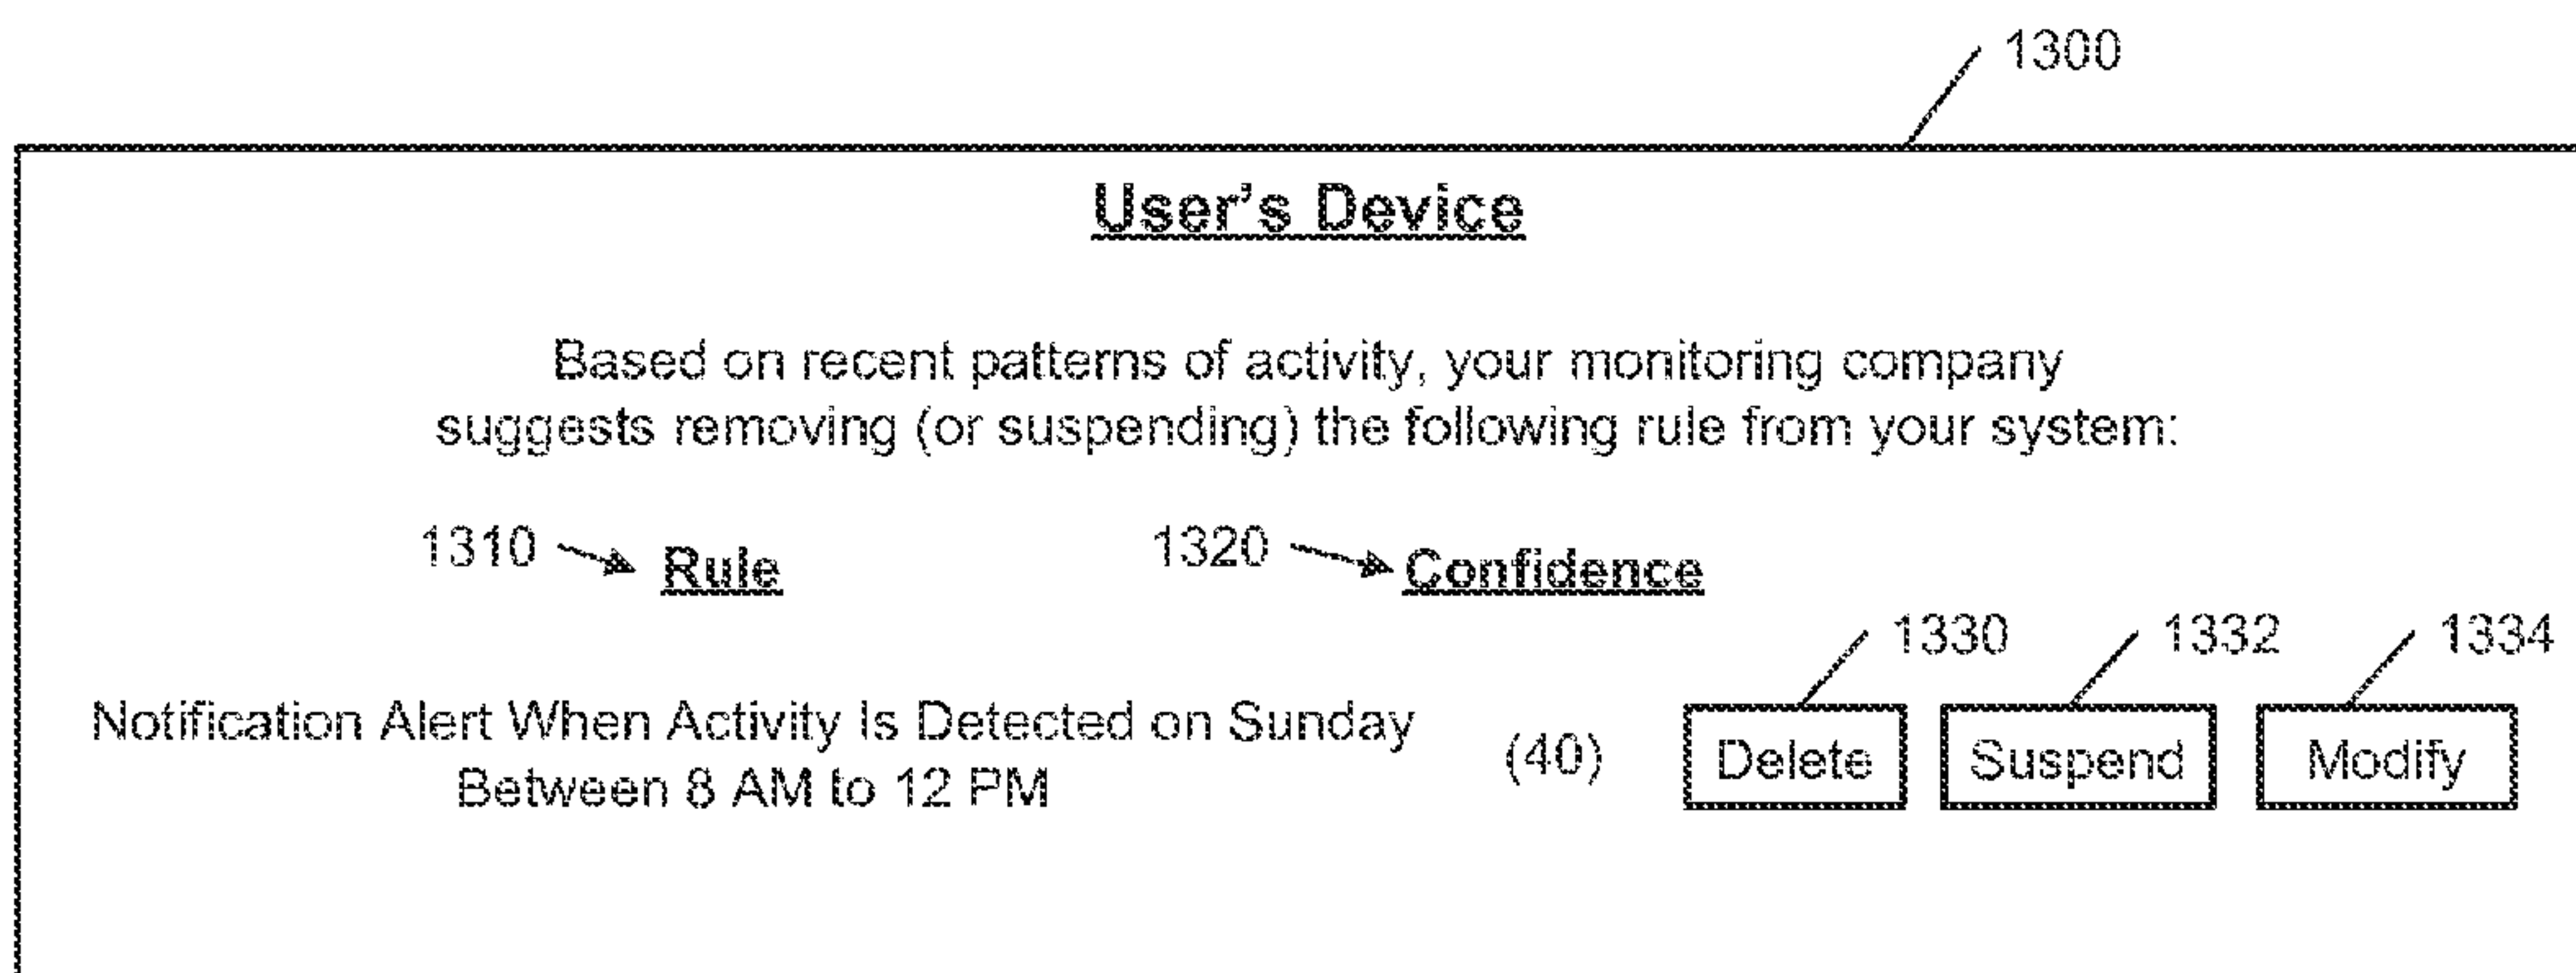 1300
User's Device
Based on recent patterns of activity, your monitoring company
suggests removing (or suspending) the following rule from your system:
1310 Rule 1320 Confidence
1330 1332 1334
Notification Alert When Activity Is Detected on Sunday
Between 8 AM to 12 PM
(40) Delete Suspend Modify